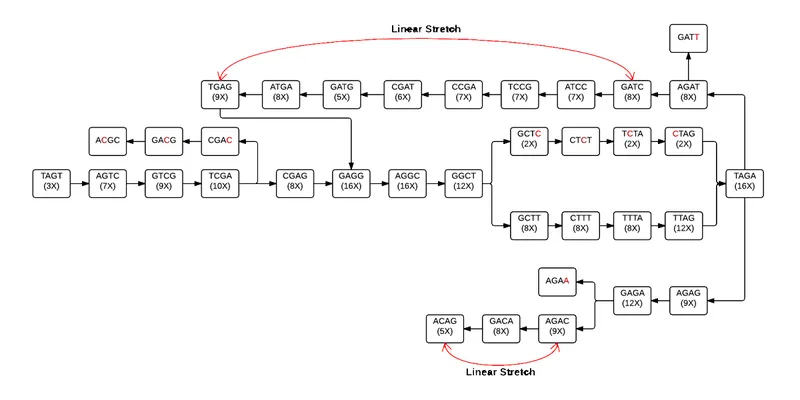 Linear Stretch
GATT
TGAG
(9X)
ATGA
(8X)
GATG
(5X)
CGAT
(6X)
CCGA
(7X)
TCCG
(7X)
ATCC
(7X)
GATC
(8X)
AGAT
(8X)
ACGC
GACG
CGAC
GCTC
(2X)
CTCT
TCTA
(2X)
CTAG
(2X)
TAGT
(3X)
AGTC
(7X)
GTCG
(9X)
TCGA
(10X)
CGAG
(8X)
GAGG
(16X)
AGGC
(16X)
GGCT
(12X)
TAGA
(16X)
GCTT
(8X)
CTTT
(8X)
TTTA
(8X)
TTAG
(12X)
AGAA
GAGA
(12X)
AGAG
(9X)
ACAG
(5X)
GACA
(8X)
AGAC
(9X)
Linear Stretch